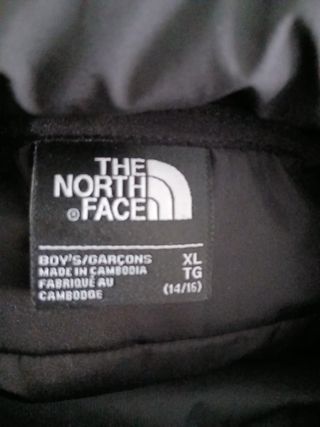 THE
NORTH
® FACE
BOY'S/GARÇONS XL
MADE IN CAMBODIA TG
FABRIQUÉ AU
CAMBODGE (14/16)